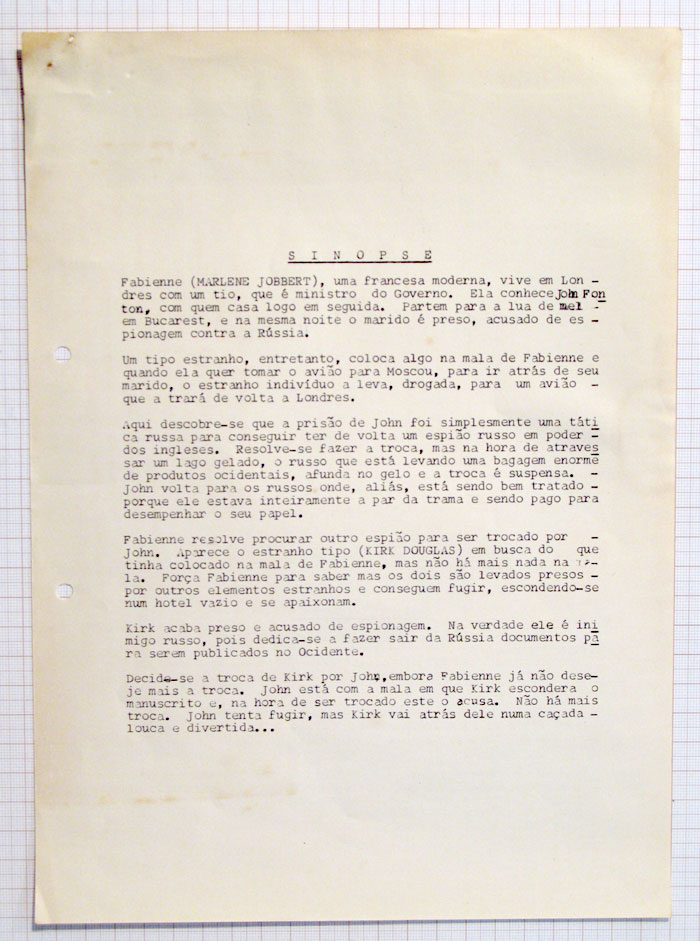 S I N O P S E
Fabienne (MARLENE JOBBERT), uma francesa moderna, vive em Lon -
dres com um tio, que é ministro do Governo. Ela conhece John Fon
ton, com quem casa logo em seguida. Partem para a lua de mel -
em Bucarest, e na mesma noite o marido é preso, acusado de es -
pionagem contra a Rússia.
Um tipo estranho, entretanto, coloca algo na mala de Fabienne e
quando ela quer tomar o avião para Moscou, para ir atrás de seu
marido, o estranho indivíduo a leva, drogada, para um avião -
que a trará de volta a Londres.
Aqui descobre-se que a prisão de John foi simplesmente uma táti
ca russa para conseguir ter de volta um espião russo em poder -
dos ingleses. Resolve-se fazer a troca, mas na hora de atraves
sar um lago gelado, o russo que está levando uma bagagem enorme
de produtos ocidentais, afunda no gelo e a troca é suspensa. -
John volta para os russos onde, aliás, está sendo bem tratado -
porque ele estava inteiramente a par da trama e sendo pago para
desempenhar o seu papel.
Fabienne resolve procurar outro espião para ser trocado por -
John. Aparece o estranho tipo (KIRK DOUGLAS) em busca do que
tinha colocado na mala de Fabienne, mas não há mais nada na
la. Força Fabienne para saber mas os dois são levados presos -
por outros elementos estranhos e conseguem fugir, escondendo-se
num hotel vazio e se apaixonam.
Kirk acaba preso e acusado de espionagem. Na verdade ele é ini
migo russo, pois dedica-se a fazer sair da Rússia documentos pa
ra serem publicados no Ocidente.
Decide-se a troca de Kirk por John, embora Fabienne já não dese-
je mais a troca. John está com a mala em que Kirk escondera o
manuscrito e, na hora de ser trocado este o acusa. Não há mais
troca. John tenta fugir, mas Kirk vai atrás dele numa caçada -
louca e divertida...